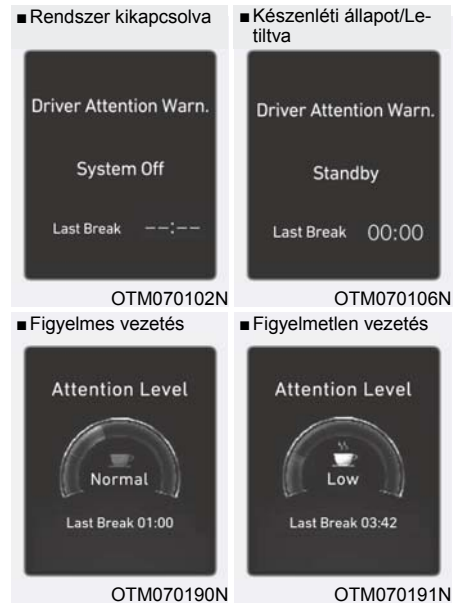 ■ Rendszer kikapcsolva
Driver Attention Warn.
System Off
Last Break --:--
OTM070102N
■ Készenléti állapot/Le-
tiltva
Driver Attention Warn.
Standby
Last Break 00:00
OTM070106N
■ Figyelmes vezetés
Attention Level
Normal
Last Break 01:00
OTM070190N
■ Figyelmetlen vezetés
Attention Level
Low
Last Break 03:42
OTM070191N